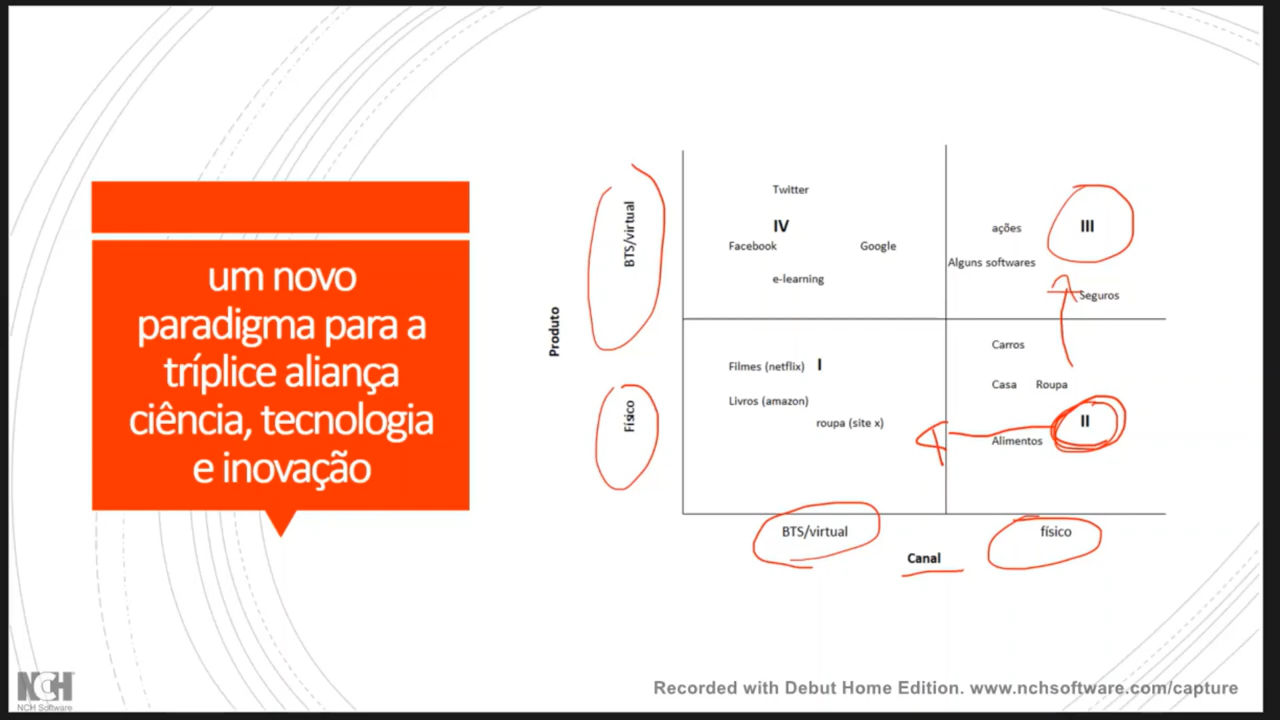 um novo
paradigma para a
tríplice aliança
ciência, tecnologia
e inovação
Produto
BTS/virtual
Físico
Twitter
IV
Facebook
Google
e-learning
ações
III
Alguns softwares
Seguros
Filmes (netflix)
I
Livros (amazon)
roupa (site x)
Carros
Casa
Roupa
II
Alimentos
BTS/virtual
físico
Canal
NCH
NCH Software
Recorded with Debut Home Edition. www.nchsoftware.com/capture